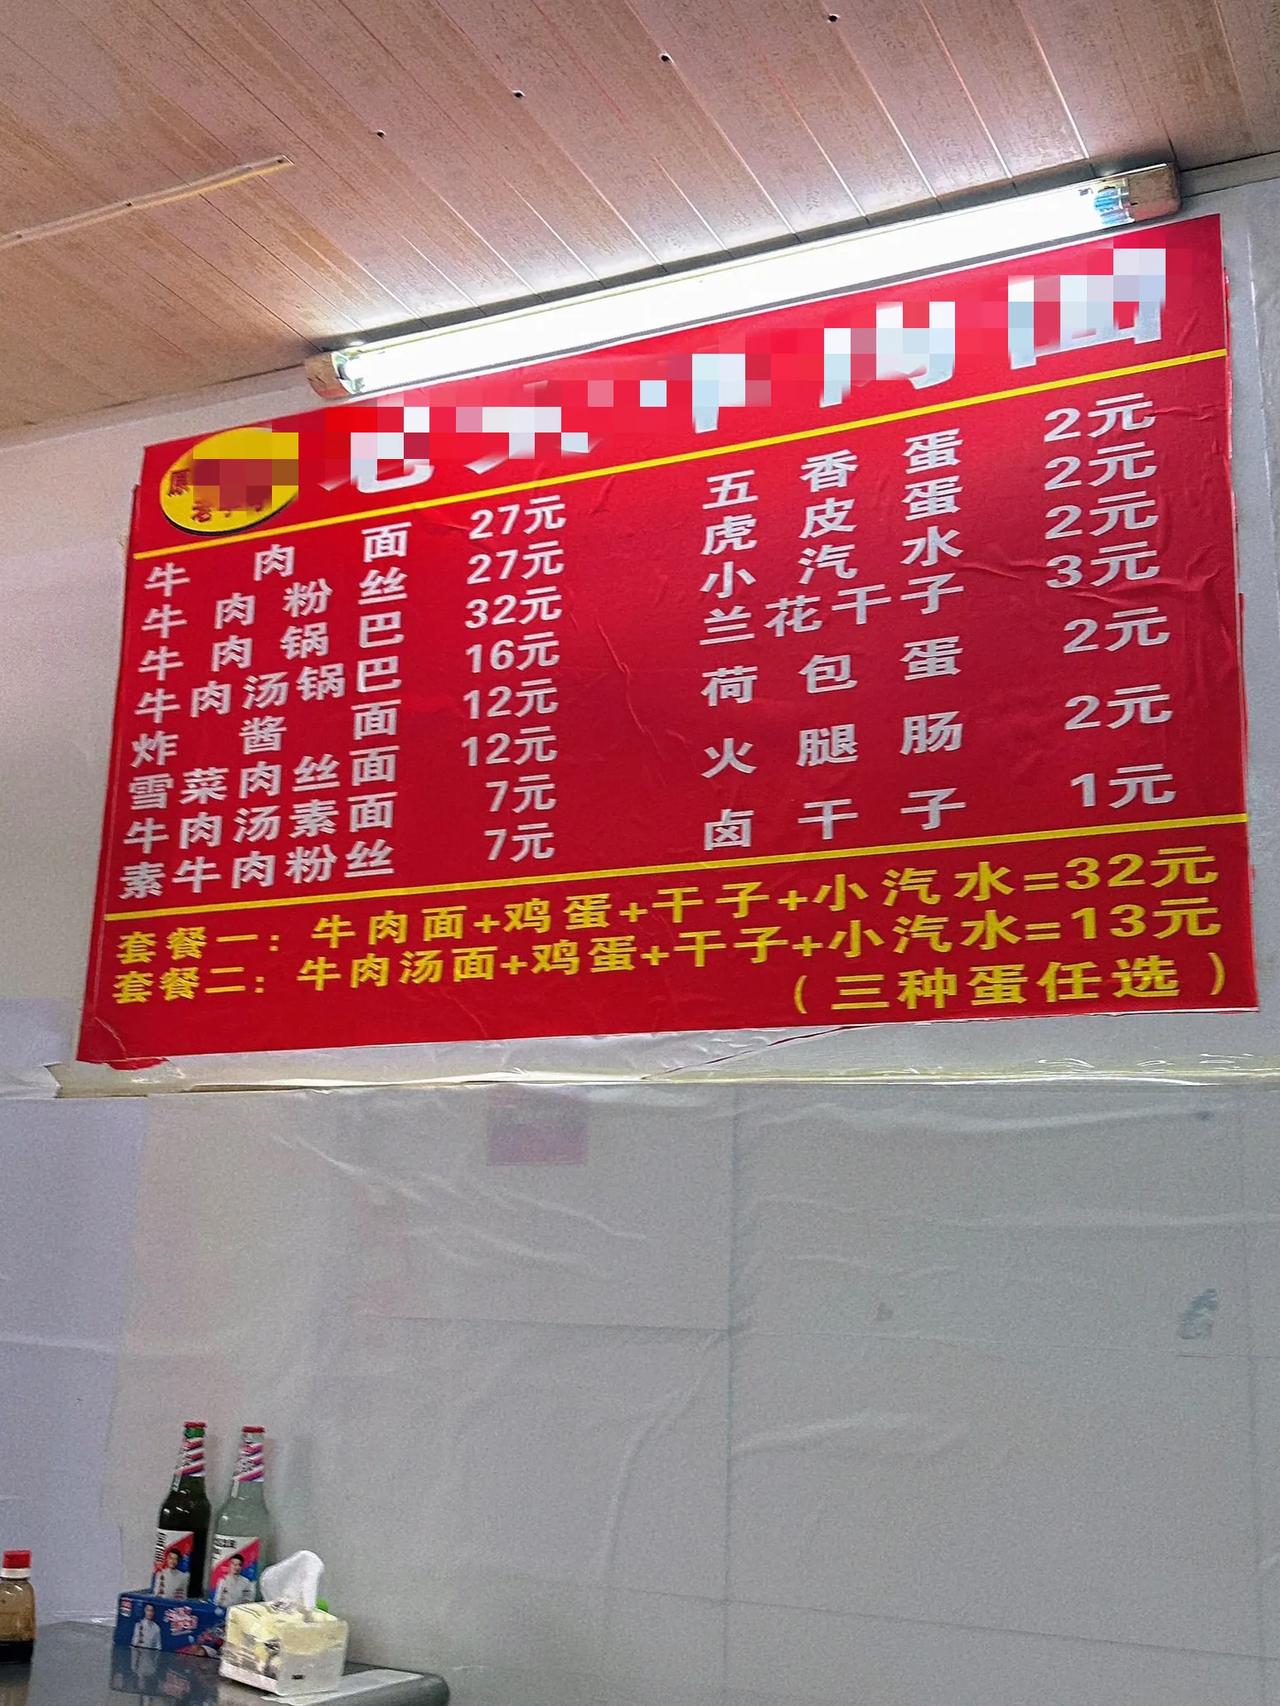 牛肉面 27元
牛肉粉丝 27元
牛肉锅巴 32元
牛肉汤锅巴 16元
炸酱面 12元
雪菜肉丝面 12元
牛肉汤素面 7元
素牛肉粉丝 7元
五香蛋 2元
虎皮蛋 2元
小汽水 2元
兰花干子 3元
荷包蛋 2元
火腿肠 2元
卤干子 1元
套餐一：牛肉面+鸡蛋+干子+小汽水=32元
套餐二：牛肉汤面+鸡蛋+干子+小汽水=13元
（三种蛋任选）